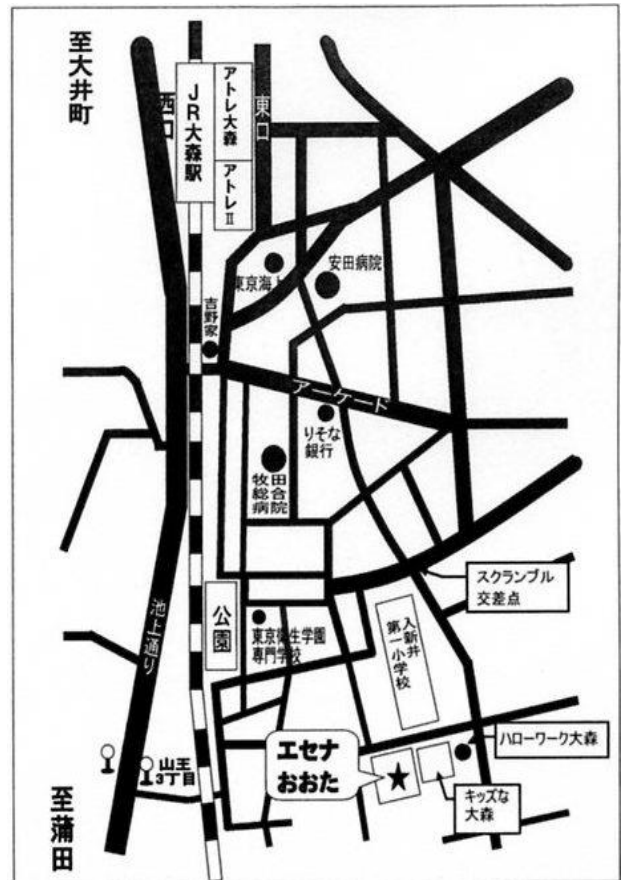 至大井町
西口
JR大森駅
アトレ大森
アトレⅡ
東口
東京海上
安田病院
吉野家
アーケード
りそな
銀行
牧田
総合
病院
スクランブル
交差点
公園
池上通り
東京衛生学園
専門学校
入新井
第一小学校
エセナ
おおた
ハローワーク大森
キッズな
大森
山王
3丁目
至蒲田